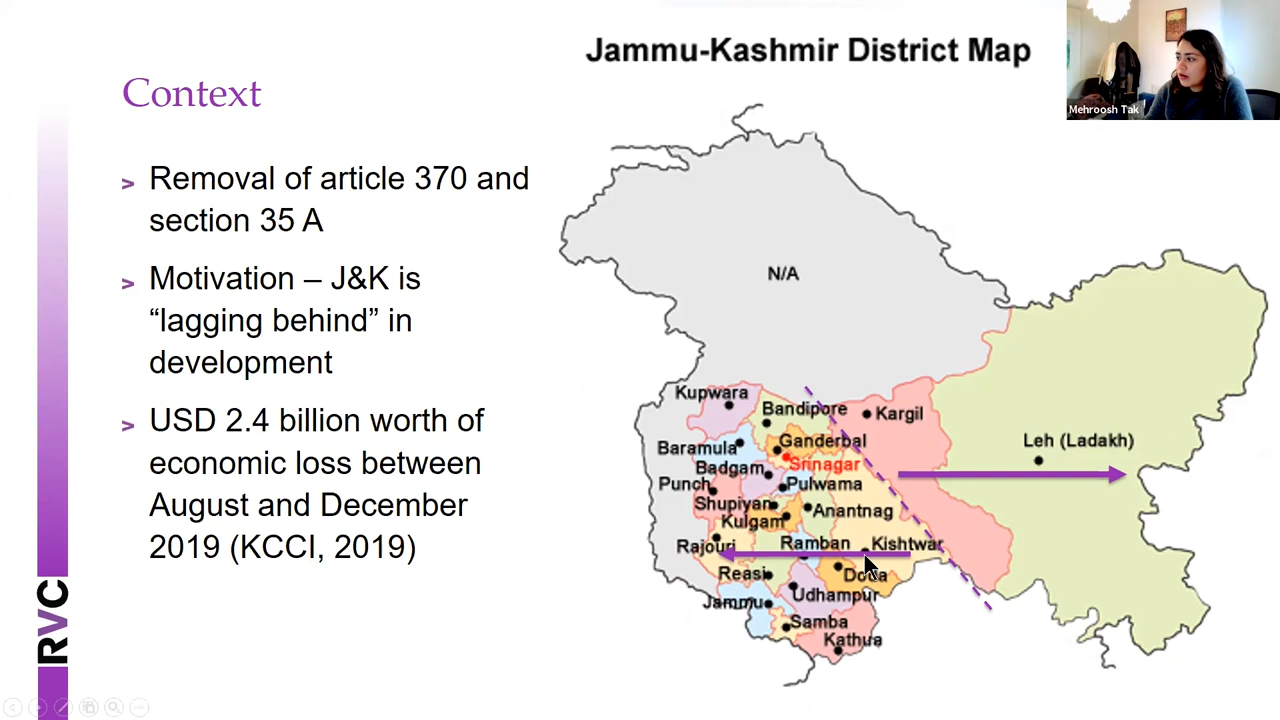 Jammu-Kashmir District Map
Mehroosh Tak
Context
> Removal of article 370 and
section 35 A
> Motivation – J&K is
“lagging behind” in
development
> USD 2.4 billion worth of
economic loss between
August and December
2019 (KCCI, 2019)
RVC
N/A
Kupwara
Bandipore
Kargil
Baramula
Ganderbal
Leh (Ladakh)
Badgam
Srinagar
Punch
Pulwama
Shupiyan
Anantnag
Kulgam
Rajouri
Ramban
Kishtwar
Reasi
Doda
Udhampur
Jammu
Samba
Kathua